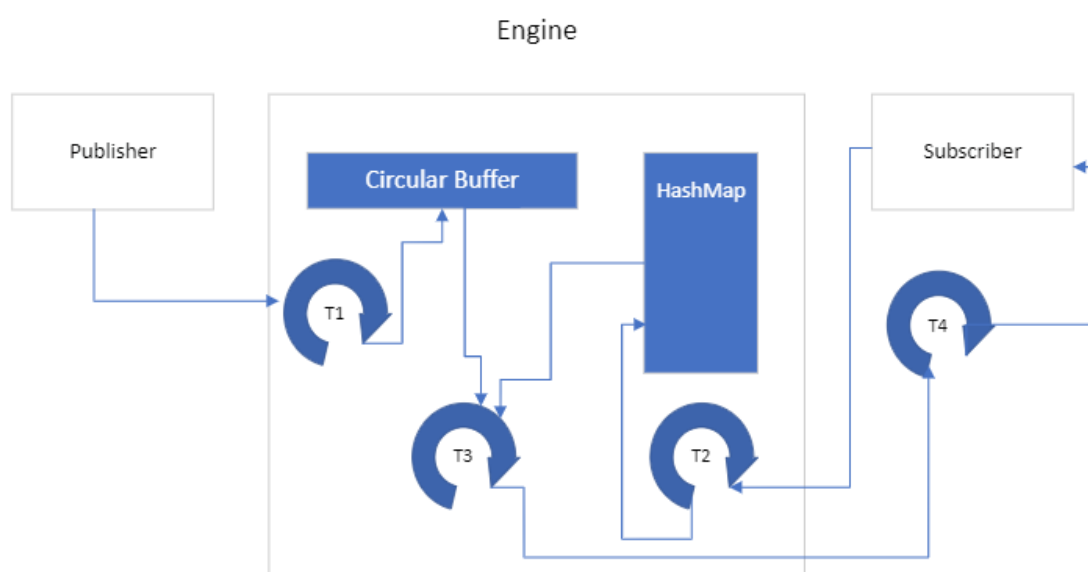 Engine
Publisher
Subscriber
Circular Buffer
HashMap
T1
T4
T3
T2